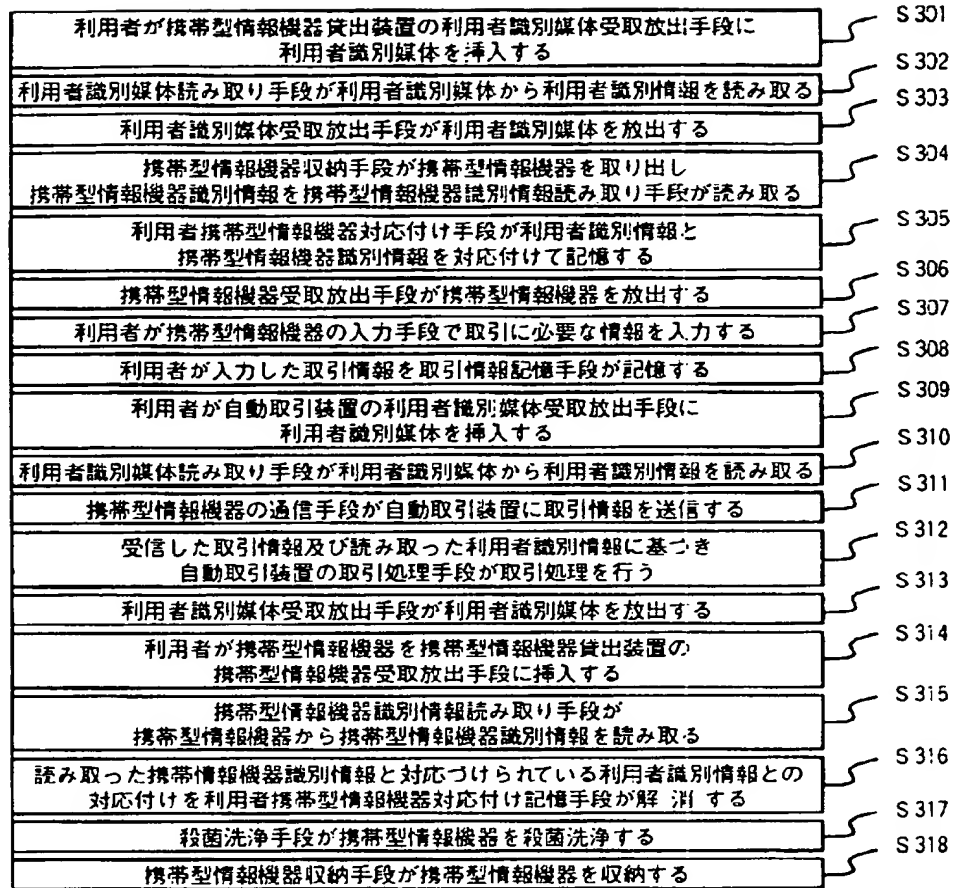 利用者が携帯型情報機器貸出装置の利用者識別媒体受取放出手段に
利用者識別媒体を挿入する
S301
利用者識別媒体読み取り手段が利用者識別媒体から利用者識別情報を読み取る
S302
利用者識別媒体受取放出手段が利用者識別媒体を放出する
S303
携帯型情報機器収納手段が携帯型情報機器を取り出し
携帯型情報機器識別情報を携帯型情報機器識別情報読み取り手段が読み取る
S304
利用者携帯型情報機器対応付け手段が利用者識別情報と
携帯型情報機器識別情報を対応付けて記憶する
S305
携帯型情報機器受取放出手段が携帯型情報機器を放出する
S306
利用者が携帯型情報機器の入力手段で取引に必要な情報を入力する
S307
利用者が入力した取引情報を取引情報記憶手段が記憶する
S308
利用者が自動取引装置の利用者識別媒体受取放出手段に
利用者識別媒体を挿入する
S309
利用者識別媒体読み取り手段が利用者識別媒体から利用者識別情報を読み取る
S310
携帯型情報機器の通信手段が自動取引装置に取引情報を送信する
S311
受信した取引情報及び読み取った利用者識別情報に基づき
自動取引装置の取引処理手段が取引処理を行う
S312
利用者識別媒体受取放出手段が利用者識別媒体を放出する
S313
利用者が携帯型情報機器を携帯型情報機器貸出装置の
携帯型情報機器受取放出手段に挿入する
S314
携帯型情報機器識別情報読み取り手段が
携帯型情報機器から携帯型情報機器識別情報を読み取る
S315
読み取った携帯情報機器識別情報と対応づけられている利用者識別情報との
対応付けを利用者携帯型情報機器対応付け記憶手段が解消する
S316
殺菌洗浄手段が携帯型情報機器を殺菌洗浄する
S317
携帯型情報機器収納手段が携帯型情報機器を収納する
S318